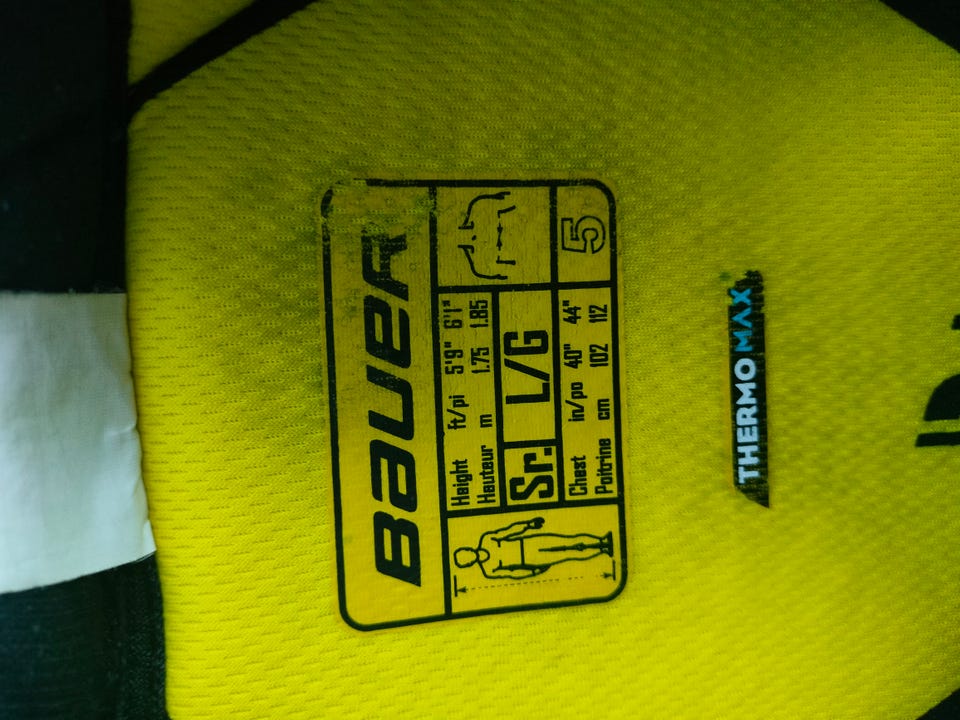 BAUER
Height ft/pi 5'9" 6'1"
Hauteur m 1.75 1.85
Sr. L/G
Chest in/po 40" 44"
Poitrine cm 102 112
5
THERMOMAX